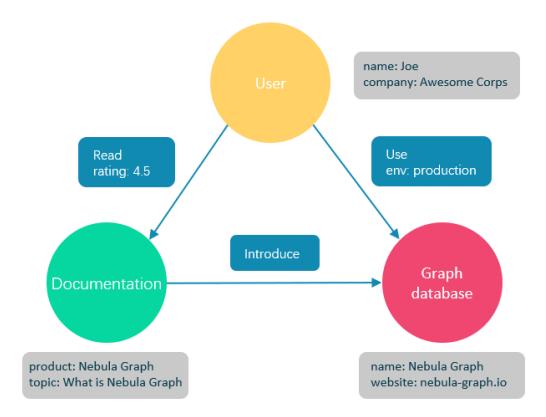 User
name: Joe
company: Awesome Corps
Read
rating: 4.5
Use
env: production
Introduce
Documentation
Graph
database
product: Nebula Graph
topic: What is Nebula Graph
name: Nebula Graph
website: nebula-graph.io